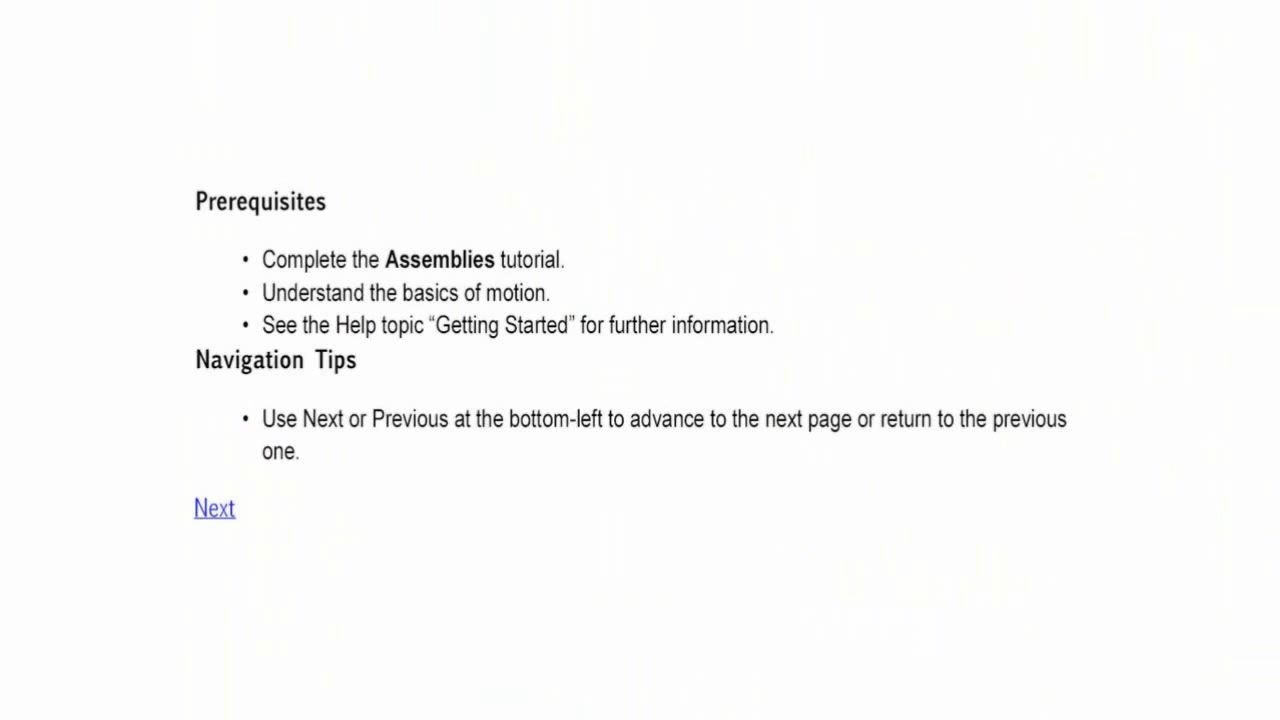 Prerequisites
• Complete the Assemblies tutorial.
• Understand the basics of motion.
• See the Help topic “Getting Started” for further information.
Navigation Tips
• Use Next or Previous at the bottom-left to advance to the next page or return to the previous
one.
Next